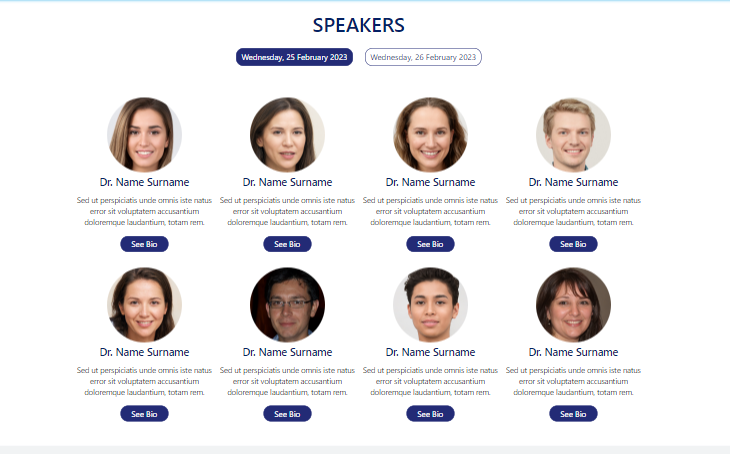 SPEAKERS
Wednesday, 25 February 2023
Wednesday, 26 February 2023
Dr. Name Surname
Sed ut perspiciatis unde omnis iste natus
error sit voluptatem accusantium
doloremque laudantium, totam rem.
See Bio
Dr. Name Surname
Sed ut perspiciatis unde omnis iste natus
error sit voluptatem accusantium
doloremque laudantium, totam rem.
See Bio
Dr. Name Surname
Sed ut perspiciatis unde omnis iste natus
error sit voluptatem accusantium
doloremque laudantium, totam rem.
See Bio
Dr. Name Surname
Sed ut perspiciatis unde omnis iste natus
error sit voluptatem accusantium
doloremque laudantium, totam rem.
See Bio
Dr. Name Surname
Sed ut perspiciatis unde omnis iste natus
error sit voluptatem accusantium
doloremque laudantium, totam rem.
See Bio
Dr. Name Surname
Sed ut perspiciatis unde omnis iste natus
error sit voluptatem accusantium
doloremque laudantium, totam rem.
See Bio
Dr. Name Surname
Sed ut perspiciatis unde omnis iste natus
error sit voluptatem accusantium
doloremque laudantium, totam rem.
See Bio
Dr. Name Surname
Sed ut perspiciatis unde omnis iste natus
error sit voluptatem accusantium
doloremque laudantium, totam rem.
See Bio